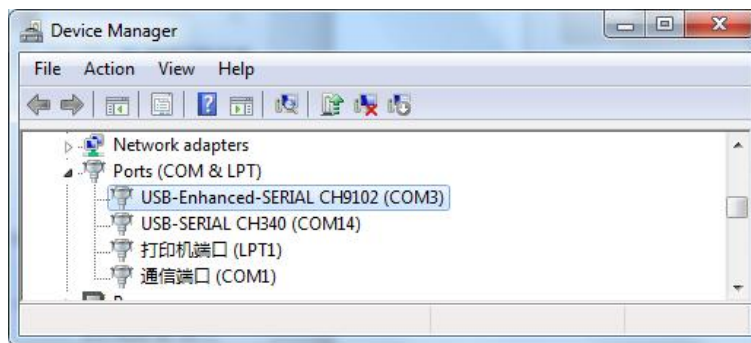 Device Manager
File Action View Help
Network adapters
Ports (COM & LPT)
USB-Enhanced-SERIAL CH9102 (COM3)
USB-SERIAL CH340 (COM14)
打印机端口 (LPT1)
通信端口 (COM1)